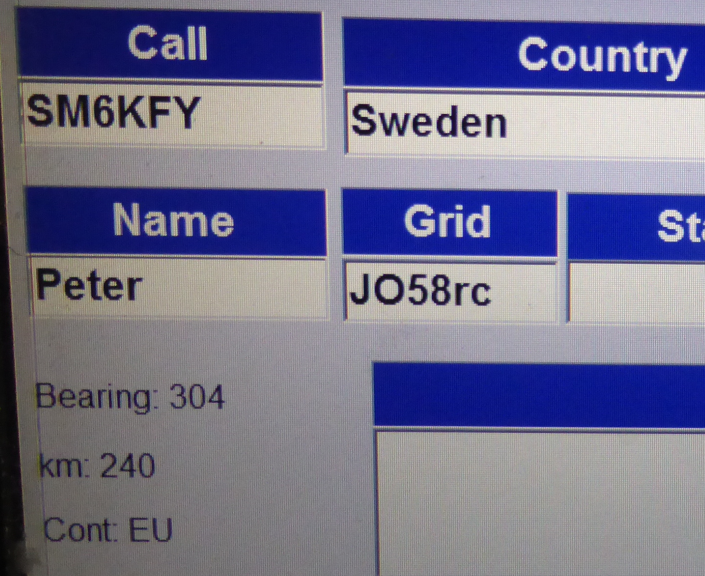 Call Country
SM6KFY Sweden
Name Grid
Peter JO58rc
Bearing: 304
km: 240
Cont: EU